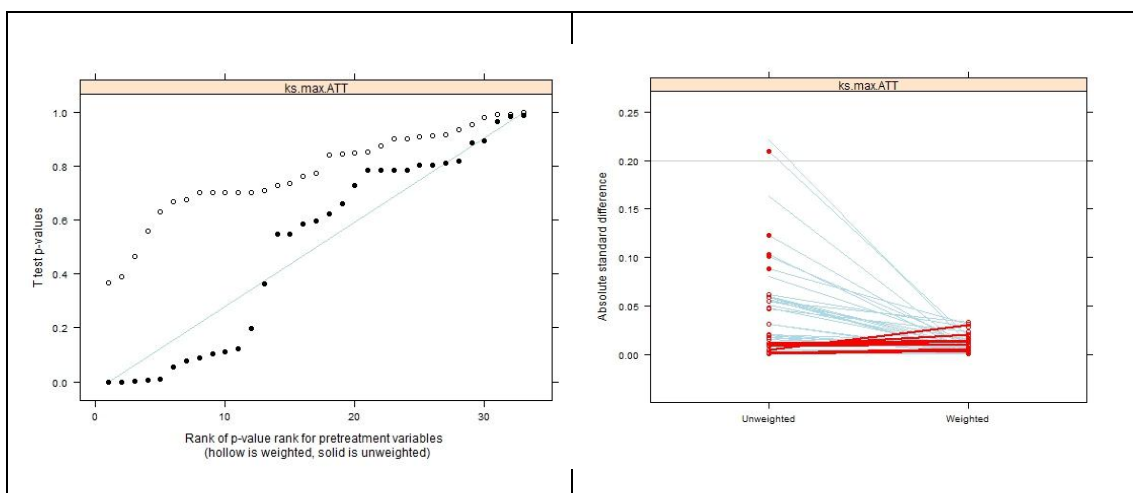 ks.max.ATT
1.0
0.8
0.6
0.4
0.2
0.0
T test p-values
0 10 20 30
Rank of p-value rank for pretreatment variables
(hollow is weighted, solid is unweighted)
ks.max.ATT
0.25
0.20
0.15
0.10
0.05
0.00
Absolute standard difference
Unweighted Weighted